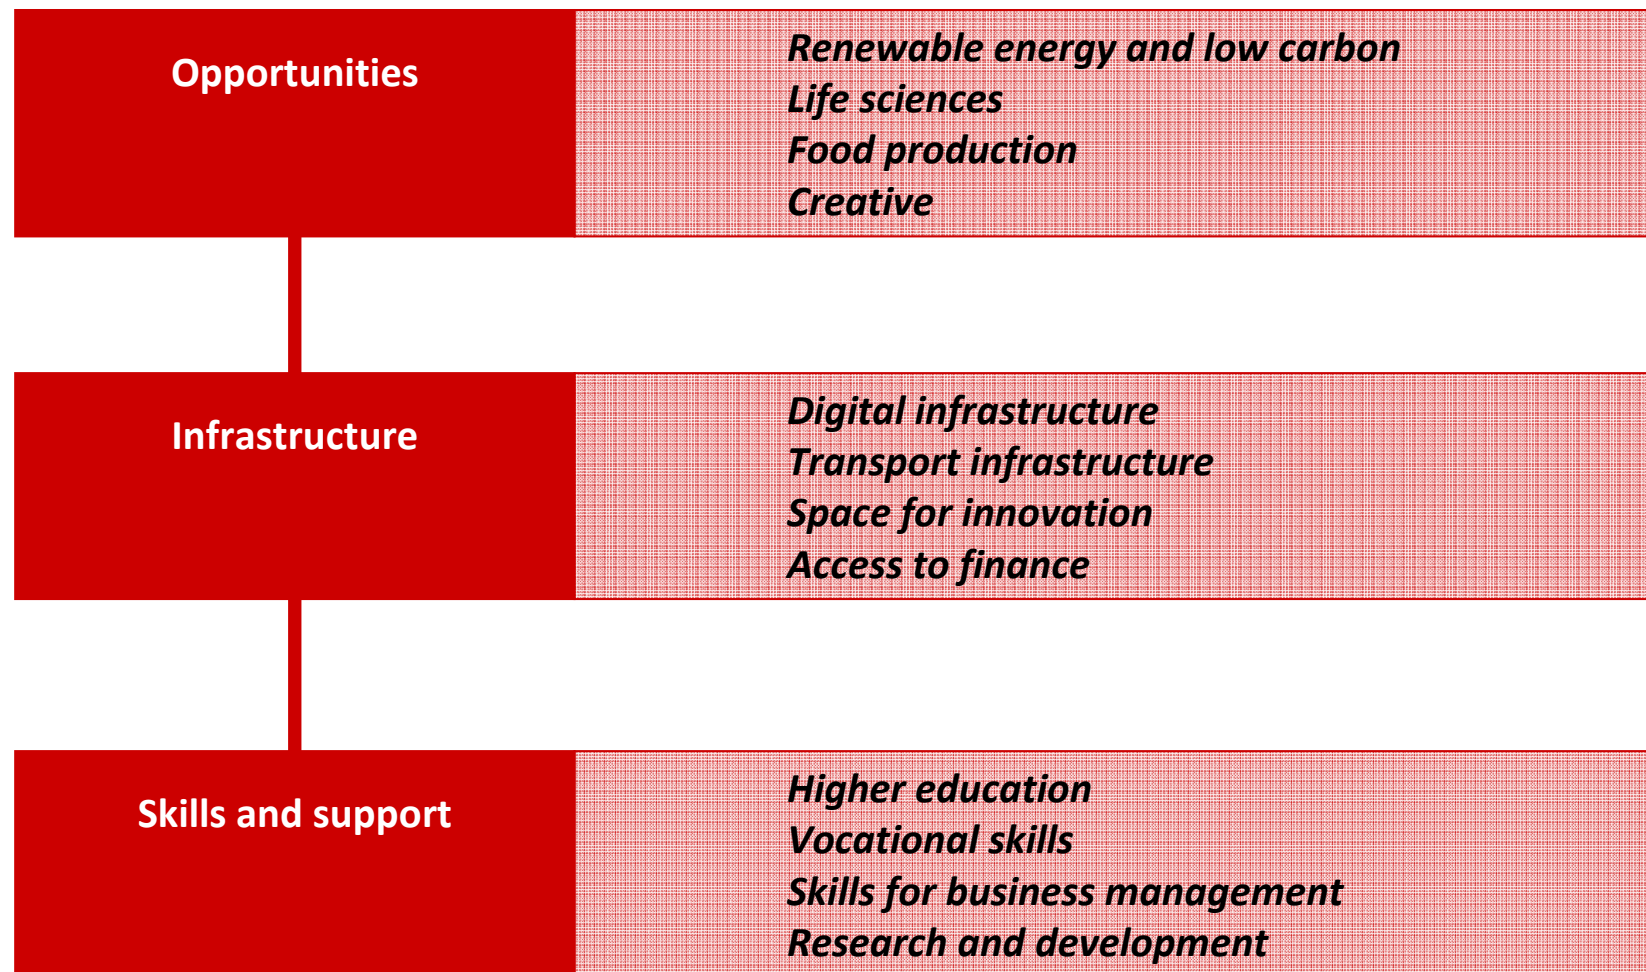 Opportunities
Renewable energy and low carbon
Life sciences
Food production
Creative
Infrastructure
Digital infrastructure
Transport infrastructure
Space for innovation
Access to finance
Skills and support
Higher education
Vocational skills
Skills for business management
Research and development